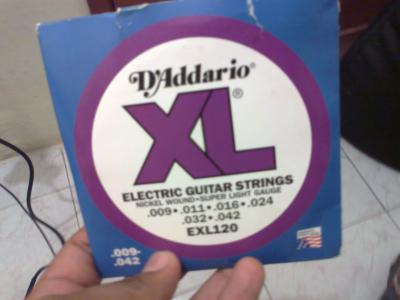 D'Addario®
XL®
ELECTRIC GUITAR STRINGS
NICKEL WOUND•SUPER LIGHT GAUGE
.009•.011•.016•.024
.032•.042
EXL120
.009-
.042